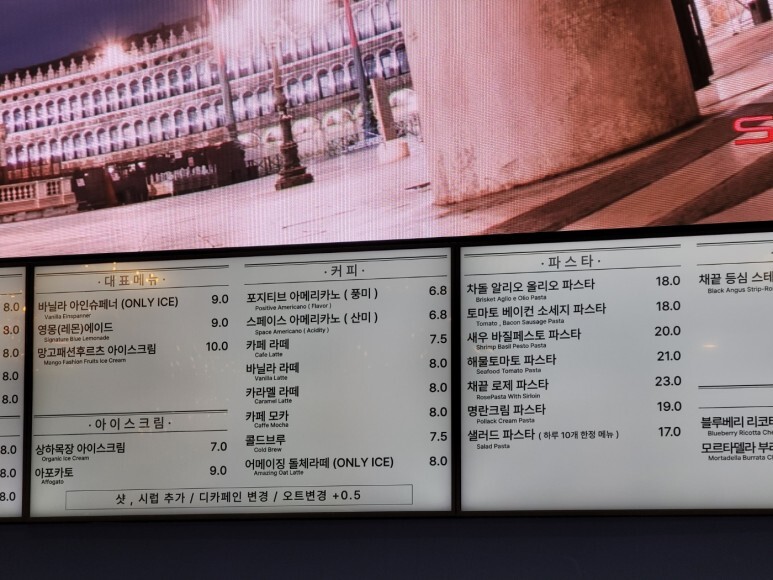 S
8.0
8.0
8.0
8.0
8.0
8.0
8.0
· 대표메뉴 ·
바닐라 아인슈페너 (ONLY ICE) 9.0
Vanilla Einspanner
영몽(레몬)에이드 9.0
Signature Blue Lemonade
망고패션후르츠 아이스크림 10.0
Mango Fashion Fruits Ice Cream
· 아이스크림 ·
상하목장 아이스크림 7.0
Organic Ice Cream
아포카토 9.0
Affogato
· 커피 ·
포지티브 아메리카노 ( 풍미 ) 6.8
Positive Americano ( Flavor )
스페이스 아메리카노 ( 산미 ) 6.8
Space Americano ( Acidity )
카페 라떼 7.5
Cafe Latte
바닐라 라떼 8.0
Vanilla Latte
카라멜 라떼 8.0
Caramel Latte
카페 모카 8.0
Caffe Mocha
콜드브루 7.5
Cold Brew
어메이징 돌체라떼 (ONLY ICE) 8.0
Amazing Oat Latte
샷 , 시럽 추가 / 디카페인 변경 / 오트변경 +0.5
· 파스타 ·
차돌 알리오 올리오 파스타 18.0
Brisket Aglio e Olio Pasta
토마토 베이컨 소세지 파스타 18.0
Tomato , Bacon Sausage Pasta
새우 바질페스토 파스타 20.0
Shrimp Basil Pesto Pasta
해물토마토 파스타 21.0
Seafood Tomato Pasta
채끝 로제 파스타 23.0
RosePasta With Sirloin
명란크림 파스타 19.0
Pollack Cream Pasta
샐러드 파스타 ( 하루 10개 한정 메뉴 ) 17.0
Salad Pasta
채끝 등심 스테
Black Angus Strip-Ro
블루베리 리코타
Blueberry Ricotta Che
모르타델라 부라
Mortadella Burrata C